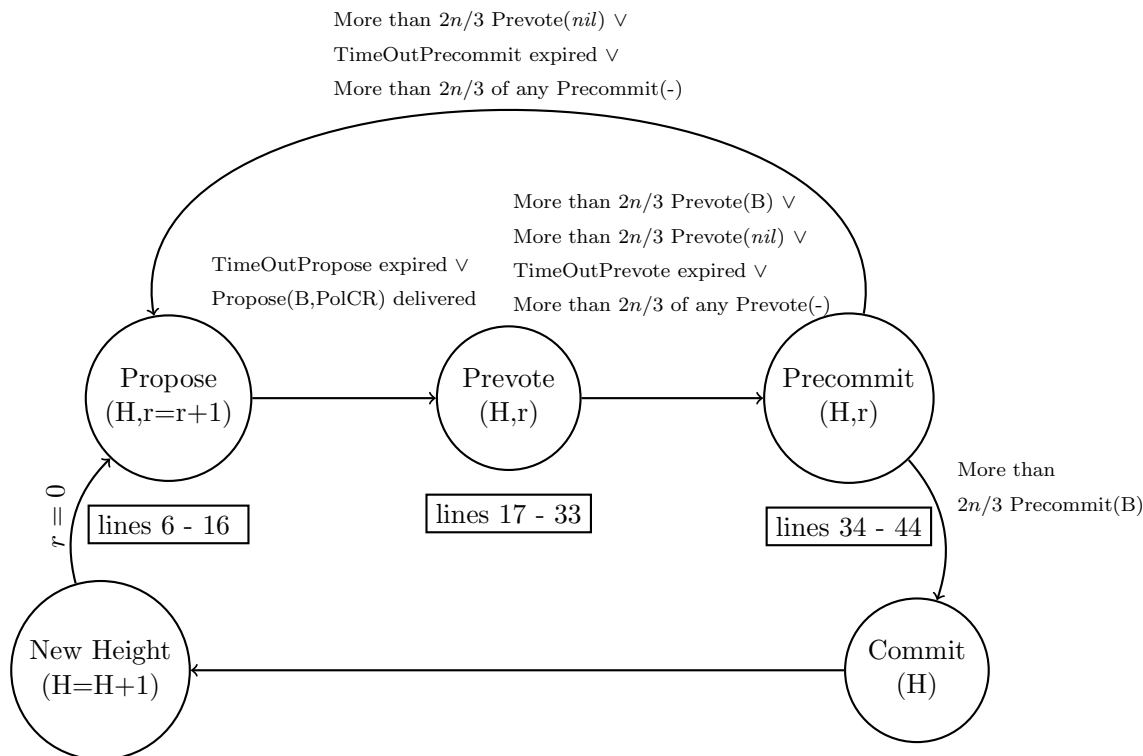 More than 2n/3 Prevote(nil) ∨
TimeOutPrecommit expired ∨
More than 2n/3 of any Precommit(-)
More than 2n/3 Prevote(B) ∨
More than 2n/3 Prevote(nil) ∨
TimeOutPrevote expired ∨
More than 2n/3 of any Prevote(-)
TimeOutPropose expired ∨
Propose(B,PolCR) delivered
Propose
(H,r=r+1)
Prevote
(H,r)
Precommit
(H,r)
More than
2n/3 Precommit(B)
r = 0
lines 6 - 16
lines 17 - 33
lines 34 - 44
New Height
(H=H+1)
Commit
(H)